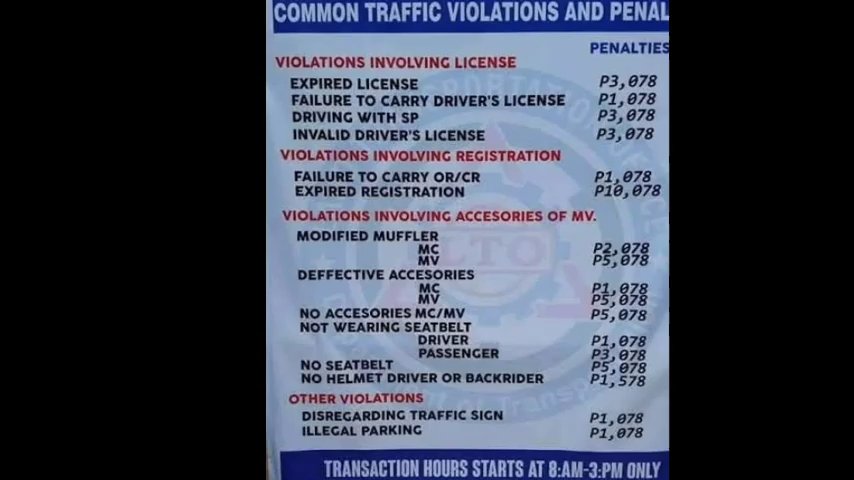 COMMON TRAFFIC VIOLATIONS AND PENAL
PENALTIES
VIOLATIONS INVOLVING LICENSE
EXPIRED LICENSE P3,078
FAILURE TO CARRY DRIVER'S LICENSE P1,078
DRIVING WITH SP P3,078
INVALID DRIVER'S LICENSE P3,078
VIOLATIONS INVOLVING REGISTRATION
FAILURE TO CARRY OR/CR P1,078
EXPIRED REGISTRATION P10,078
VIOLATIONS INVOLVING ACCESORIES OF MV.
MODIFIED MUFFLER
MC P2,078
MV P5,078
DEFFECTIVE ACCESORIES
MC P1,078
MV P5,078
NO ACCESORIES MC/MV P5,078
NOT WEARING SEATBELT
DRIVER P1,078
PASSENGER P3,078
NO SEATBELT P5,078
NO HELMET DRIVER OR BACKRIDER P1,578
OTHER VIOLATIONS
DISREGARDING TRAFFIC SIGN P1,078
ILLEGAL PARKING P1,078
LTO
TRANSACTION HOURS STARTS AT 8:AM-3:PM ONLY